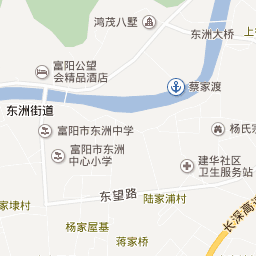 鸿茂八墅
东洲大桥
上
富阳公望
会精品酒店
蔡家渡
东洲街道
富阳市东洲中学
杨氏宗
富阳市东洲
中心小学
建华社区
卫生服务站
东望路
陆家浦村
家埭村
杨家屋基
蒋家桥
长深高速